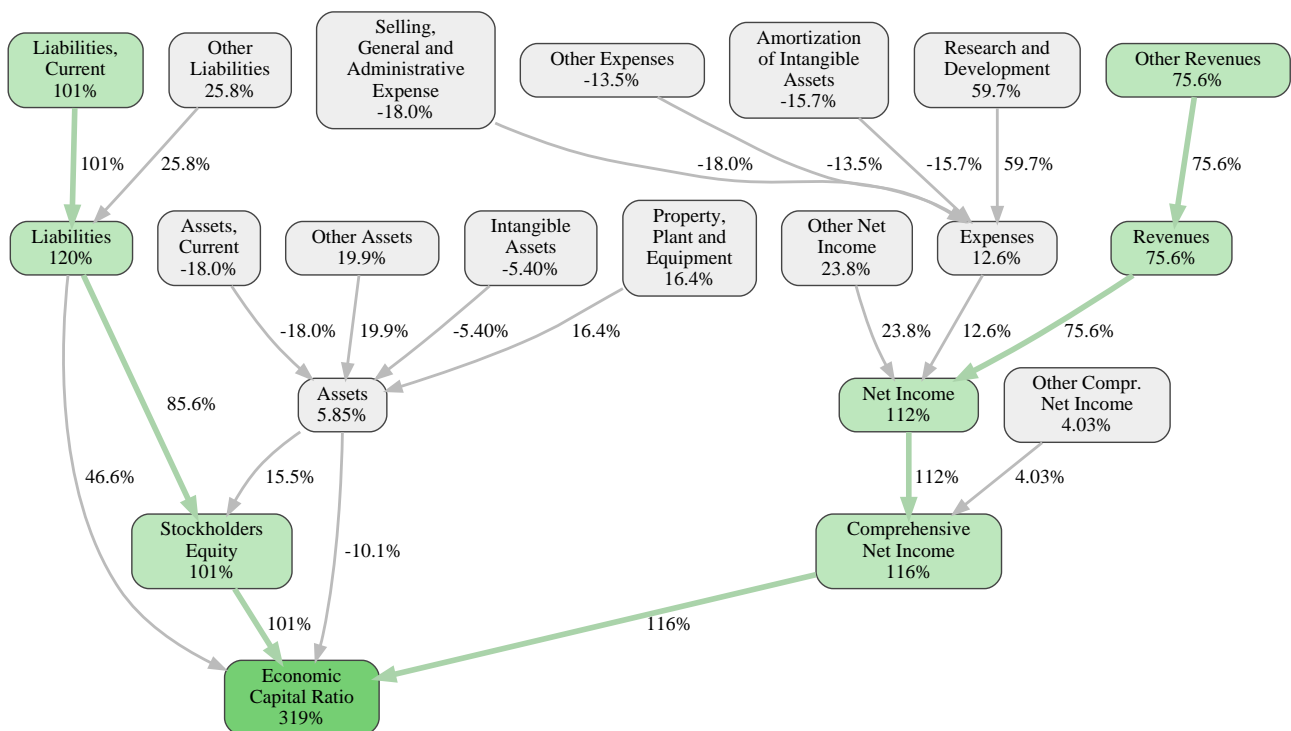 Liabilities,
Current
101%
Other
Liabilities
25.8%
Selling,
General and
Administrative
Expense
-18.0%
Other Expenses
-13.5%
Amortization
of Intangible
Assets
-15.7%
Research and
Development
59.7%
Other Revenues
75.6%
101%
25.8%
-18.0%
-13.5%
-15.7%
59.7%
75.6%
Liabilities
120%
Assets,
Current
-18.0%
Other Assets
19.9%
Intangible
Assets
-5.40%
Property,
Plant and
Equipment
16.4%
Other Net
Income
23.8%
Expenses
12.6%
Revenues
75.6%
-18.0%
19.9%
-5.40%
16.4%
23.8%
12.6%
75.6%
85.6%
Assets
5.85%
Net Income
112%
Other Compr.
Net Income
4.03%
46.6%
15.5%
112%
4.03%
Stockholders
Equity
101%
-10.1%
Comprehensive
Net Income
116%
101%
116%
Economic
Capital Ratio
319%